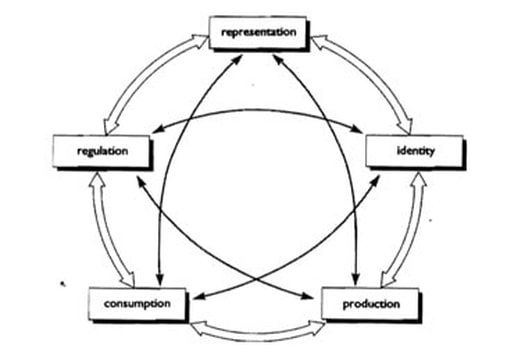 representation
regulation
identity
consumption
production